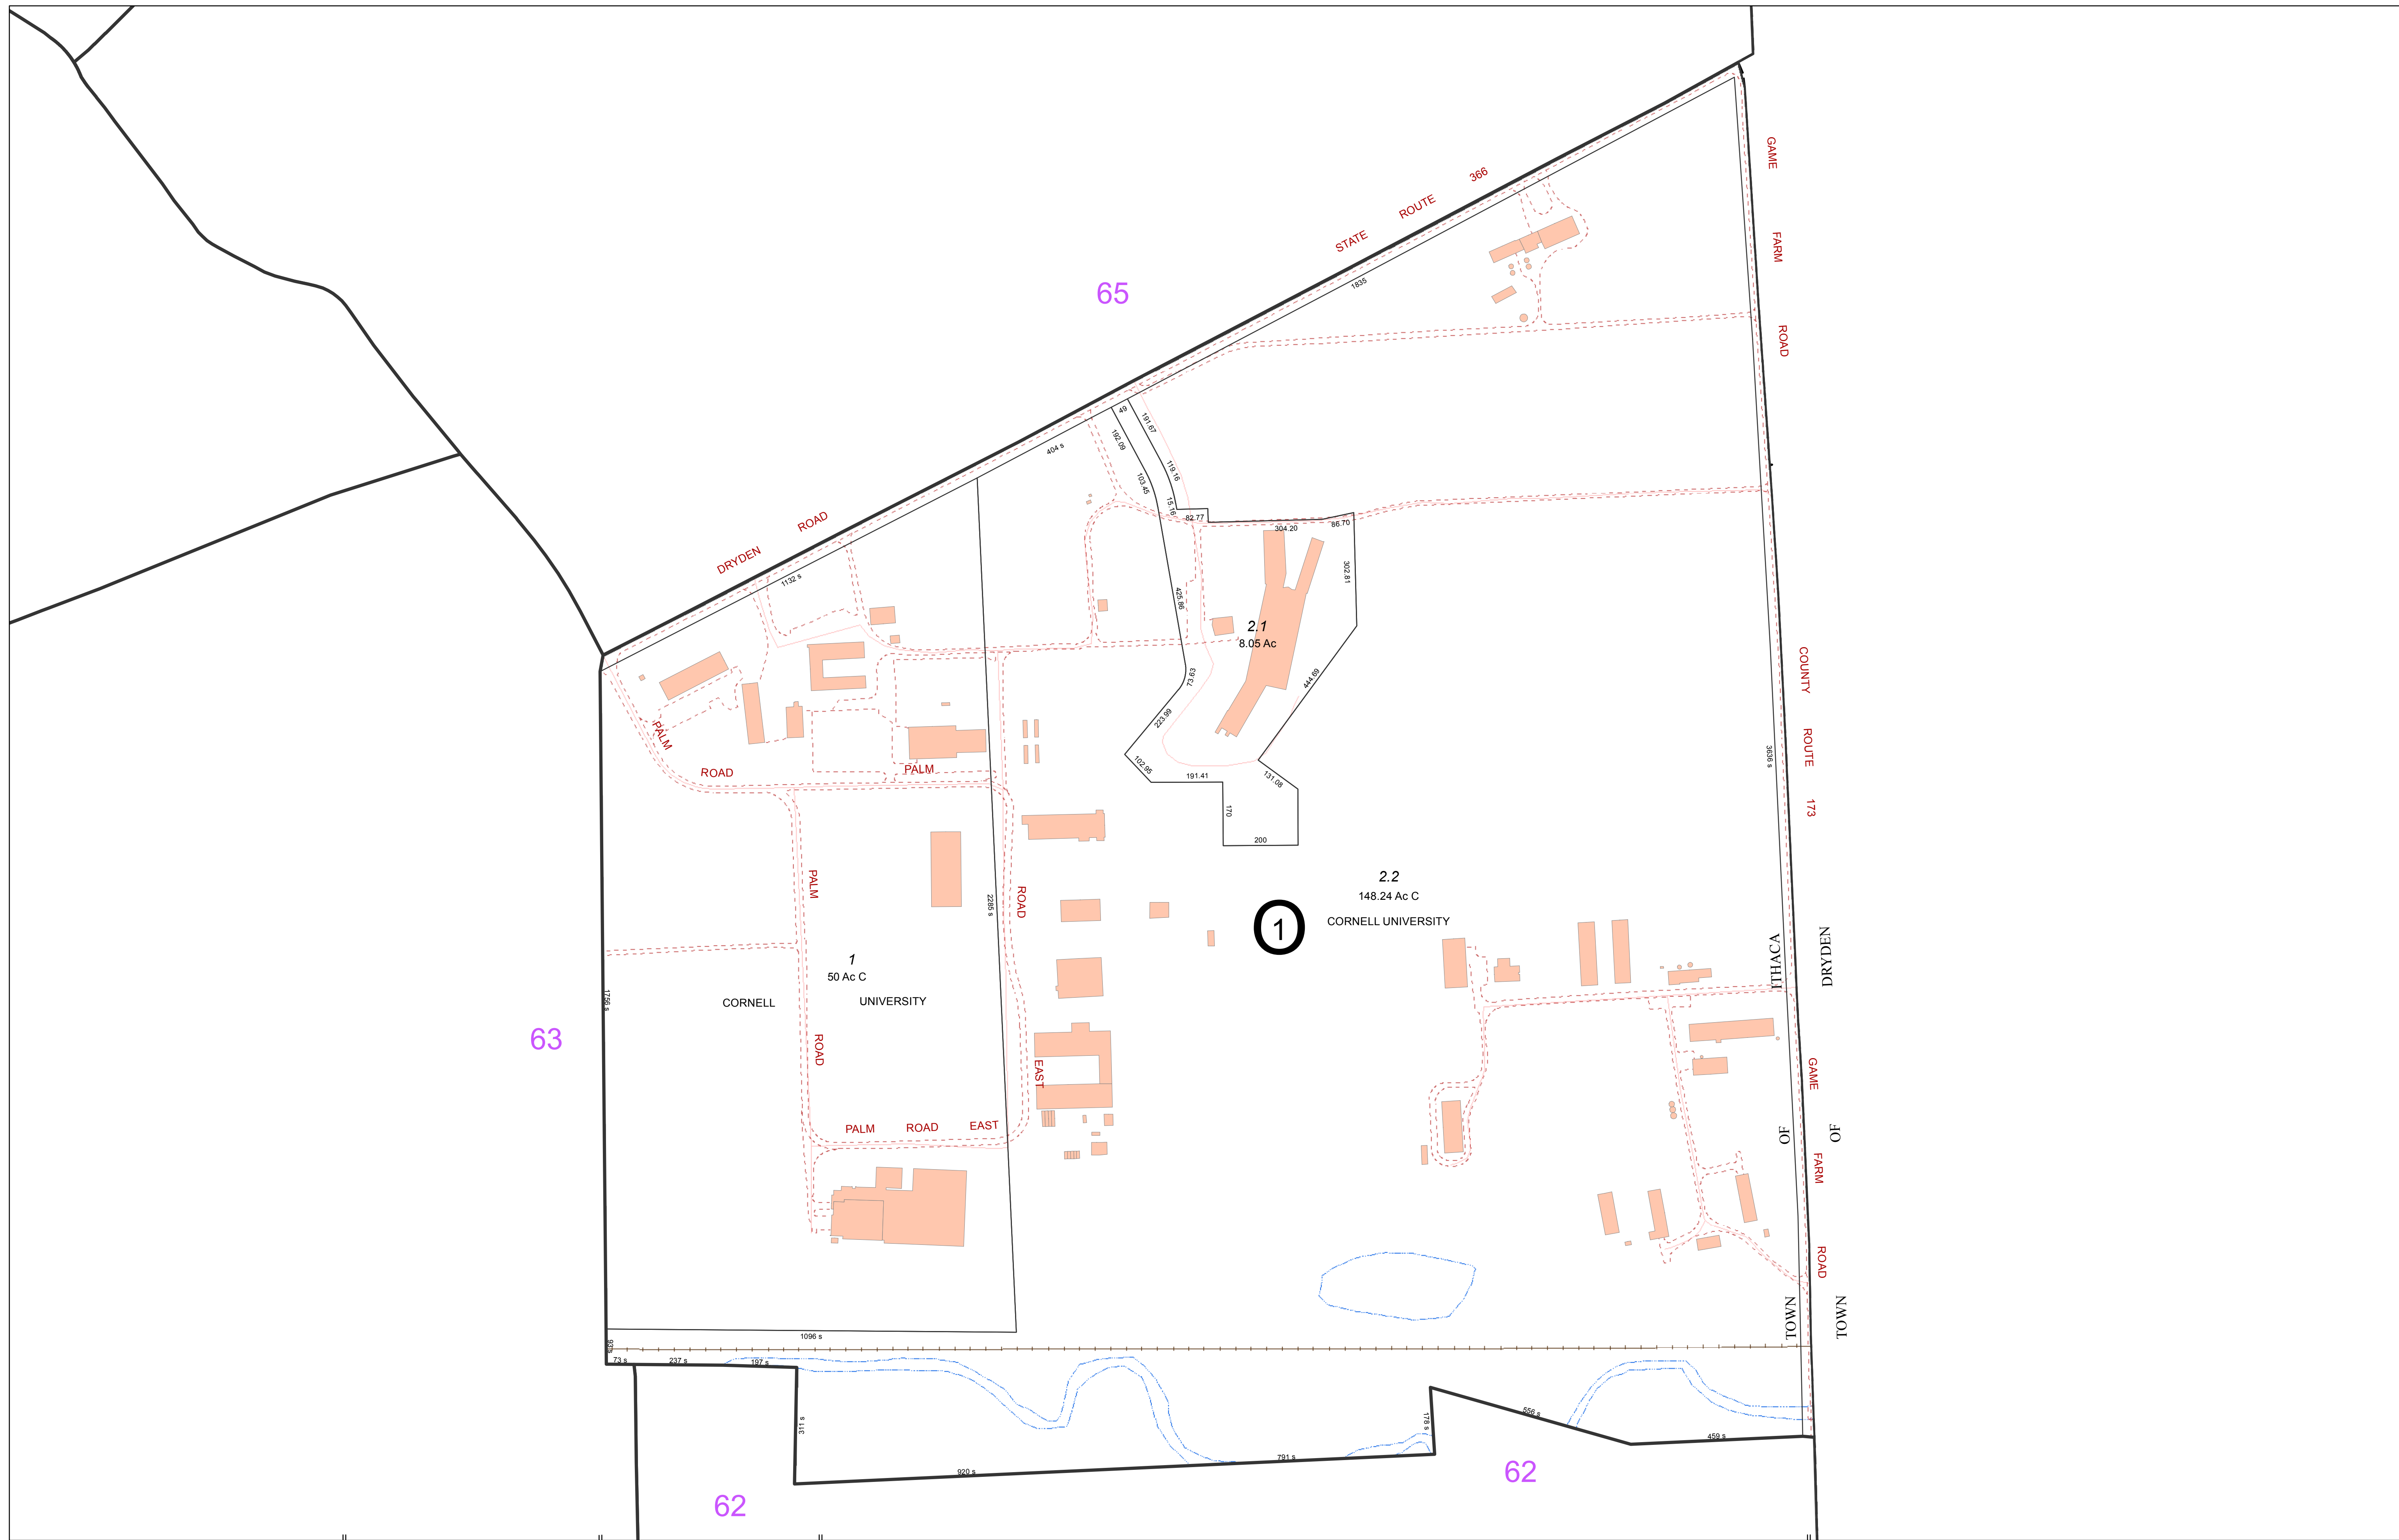 GAME
FARM
ROAD
STATE ROUTE 366
65
1835
49
191.67
192.09
404 s
119.16
103.45
15.16
82.77
304.20
86.70
DRYDEN ROAD
1132 s
302.81
425.86
2.1
8.05 Ac
73.63
444.69
223.99
COUNTY
ROUTE
173
3636 s
PALM
ROAD
PALM
102.95
191.41
131.08
170
200
PALM
ROAD
2285 s
ROAD
EAST
2.2
148.24 Ac C
CORNELL UNIVERSITY
1
1
50 Ac C
CORNELL UNIVERSITY
1756 s
63
TOWN OF ITHACA
TOWN OF DRYDEN
GAME
FARM
ROAD
PALM ROAD EAST
1096 s
93 s
73 s
237 s
197 s
311 s
920 s
791 s
178 s
556 s
459 s
62
62